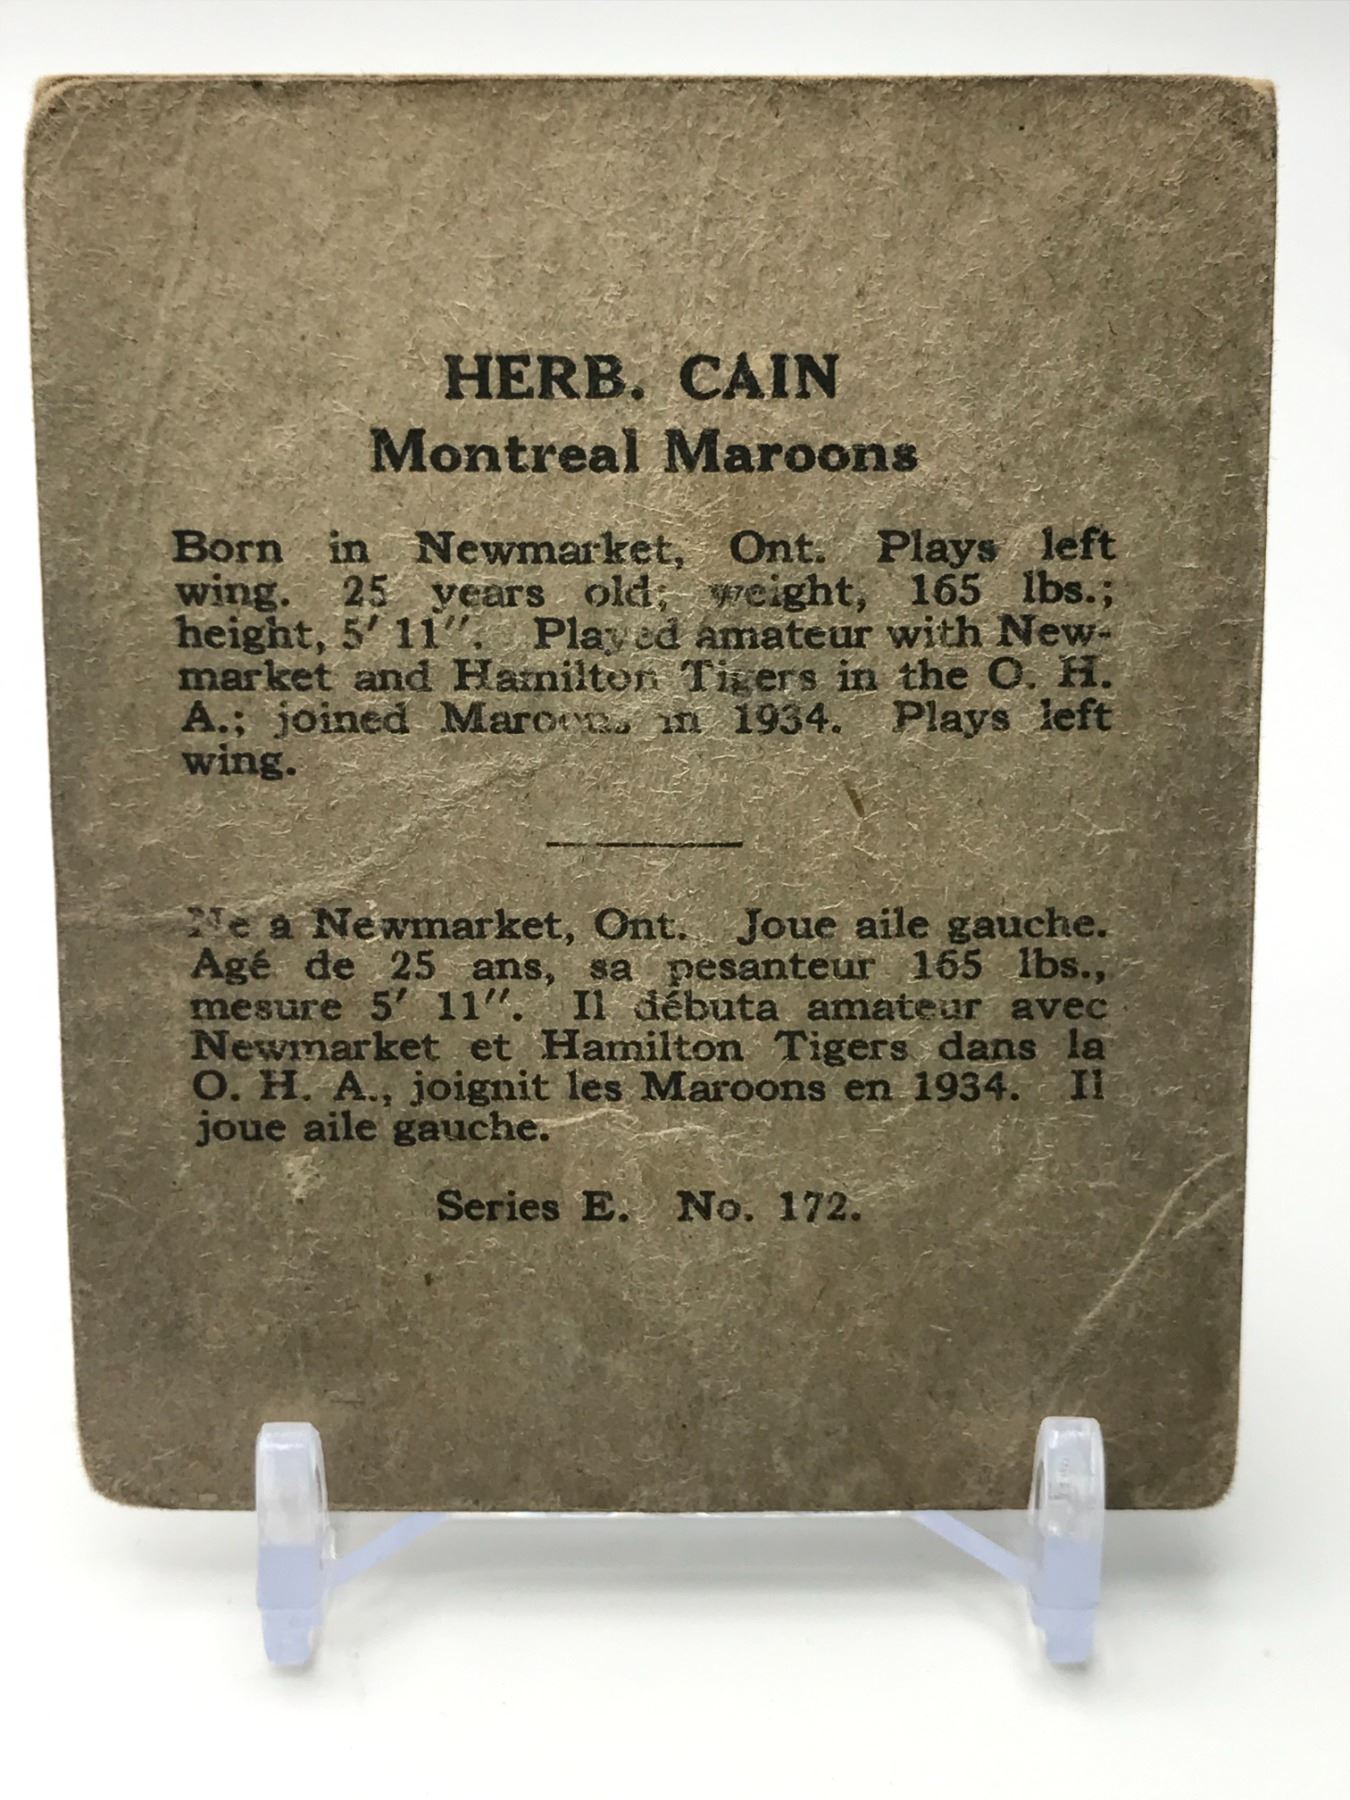 HERB. CAIN
Montreal Maroons
Born in Newmarket, Ont. Plays left
wing. 25 years old; weight, 165 lbs.;
height, 5' 11". Played amateur with New-
market and Hamilton Tigers in the O. H.
A.; joined Maroons in 1934. Plays left
wing.
Ne a Newmarket, Ont. Joue aile gauche.
Agé de 25 ans, sa pesanteur 165 lbs.,
mesure 5' 11". Il débuta amateur avec
Newmarket et Hamilton Tigers dans la
O. H. A., joignit les Maroons en 1934. Il
joue aile gauche.
Series E. No. 172.